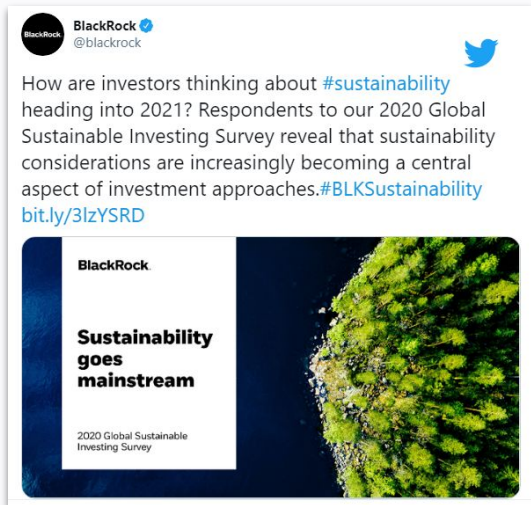 BlackRock
BlackRock
@blackrock
How are investors thinking about #sustainability
heading into 2021? Respondents to our 2020 Global
Sustainable Investing Survey reveal that sustainability
considerations are increasingly becoming a central
aspect of investment approaches.#BLKSustainability
bit.ly/3lzYSRD
BlackRock.
Sustainability
goes
mainstream
2020 Global Sustainable
Investing Survey